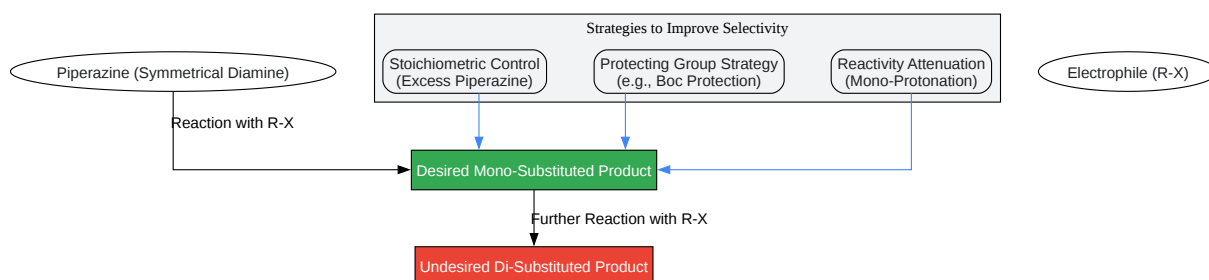 Strategies to Improve Selectivity
Piperazine (Symmetrical Diamine)
Stoichiometric Control
(Excess Piperazine)
Protecting Group Strategy
(e.g., Boc Protection)
Reactivity Attenuation
(Mono-Protonation)
Electrophile (R-X)
Reaction with R-X
Desired Mono-Substituted Product
Further Reaction with R-X
Undesired Di-Substituted Product